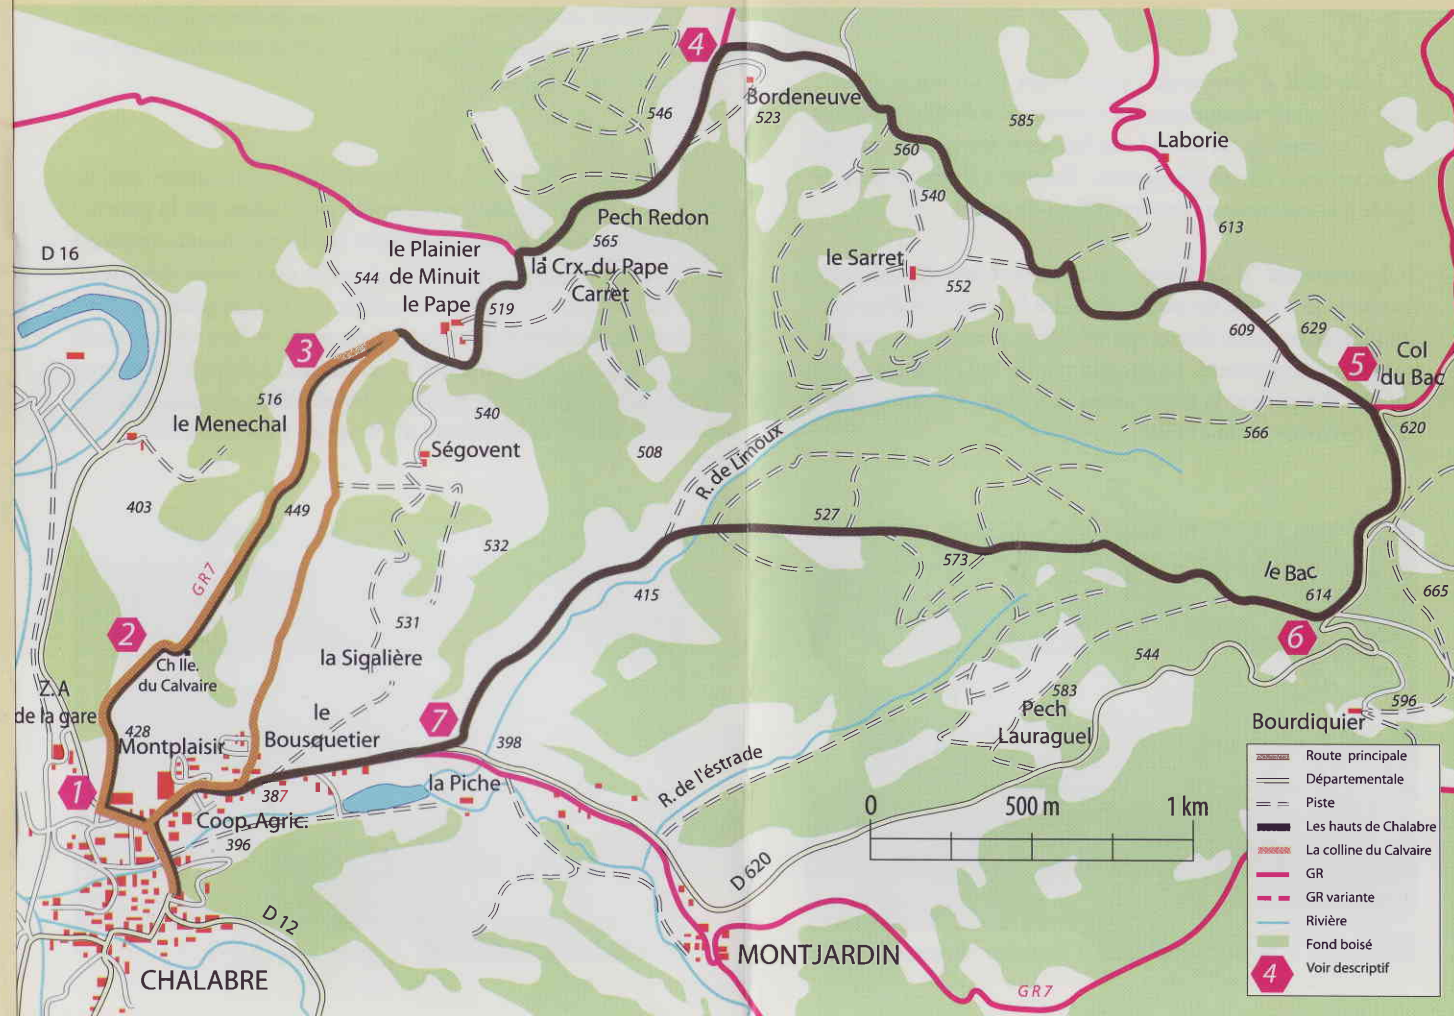 4
Bordeneuve
546
523
585
560
Laborie
540
Pech Redon
613
565
D 16
le Plainier
de Minuit
le Pape
544
la Crx. du Pape
Carret
le Sarret
552
519
609
629
3
5
Col
du Bac
516
le Menechal
540
566
620
Ségovent
508
R. de Limoux
403
449
527
532
573
GR7
415
le Bac
614
665
2
531
6
Ch lle.
du Calvaire
la Sigalière
544
Z. A
de la gare
583
596
428
le
Bousquetier
7
Pech
Lauraguel
Bourdiquier
Montplaisir
398
1
387
la Piche
R. de l'éstrade
Coop. Agric.
396
0 500 m 1 km
D 620
D 12
CHALABRE
MONTJARDIN
GR7
Route principale
Départementale
Piste
Les hauts de Chalabre
La colline du Calvaire
GR
GR variante
Rivière
Fond boisé
4 Voir descriptif